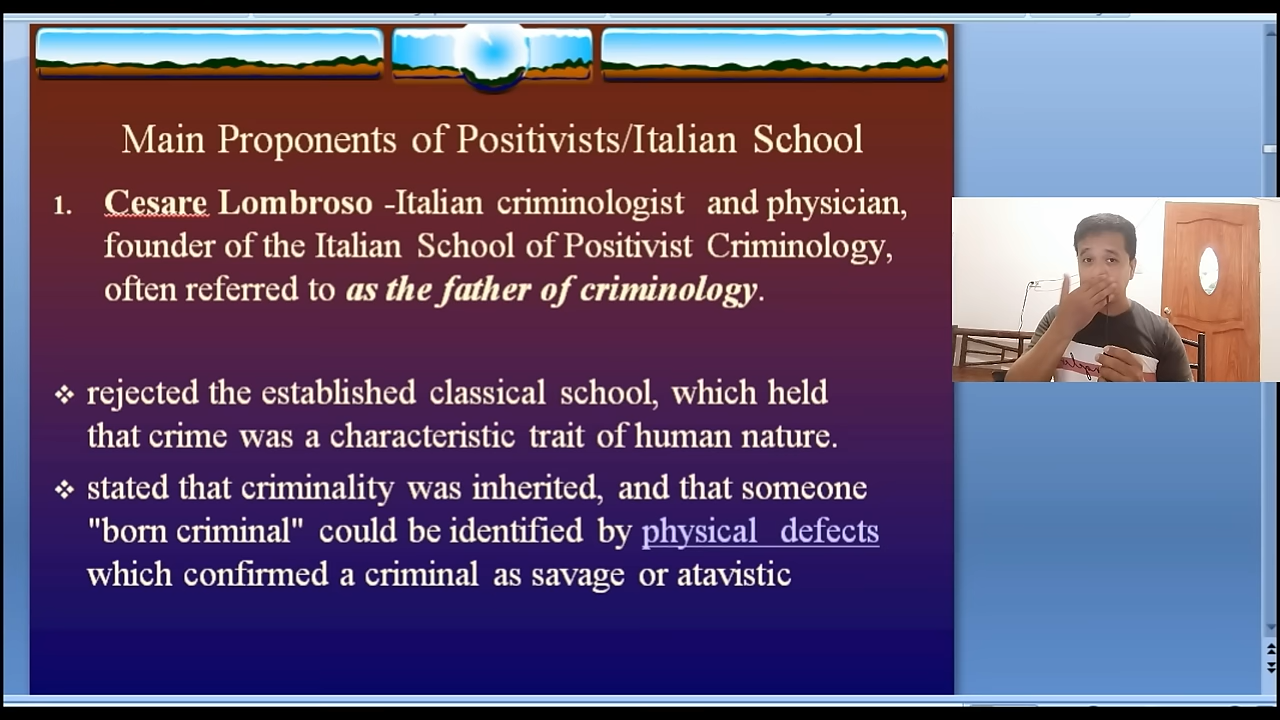 Main Proponents of Positivists/Italian School
1. Cesare Lombroso -Italian criminologist and physician,
founder of the Italian School of Positivist Criminology,
often referred to as the father of criminology.
❖ rejected the established classical school, which held
that crime was a characteristic trait of human nature.
❖ stated that criminality was inherited, and that someone
"born criminal" could be identified by physical defects
which confirmed a criminal as savage or atavistic